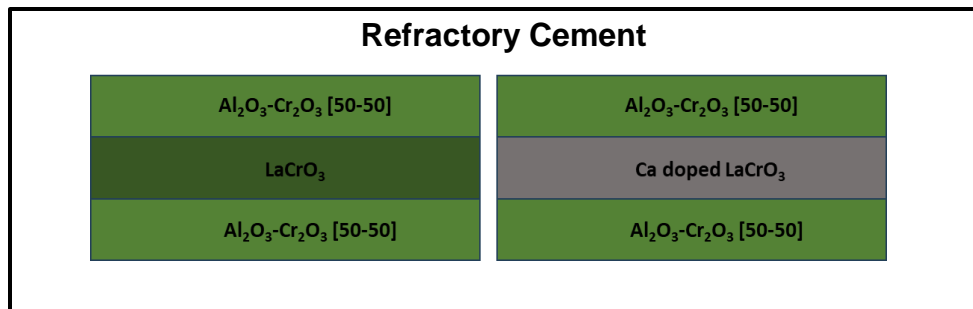 Refractory Cement
Al₂O₃-Cr₂O₃ [50-50]
LaCrO₃
Al₂O₃-Cr₂O₃ [50-50]
Al₂O₃-Cr₂O₃ [50-50]
Ca doped LaCrO₃
Al₂O₃-Cr₂O₃ [50-50]